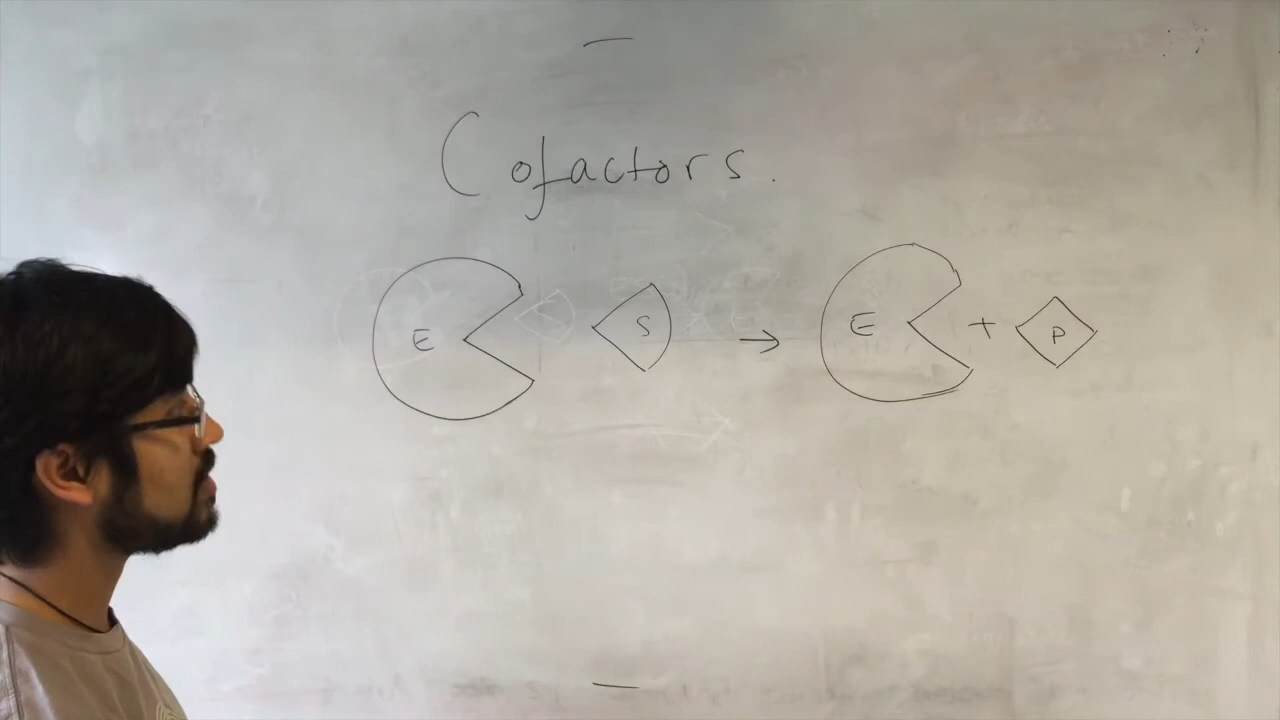 Cofactors.
E S → E + P